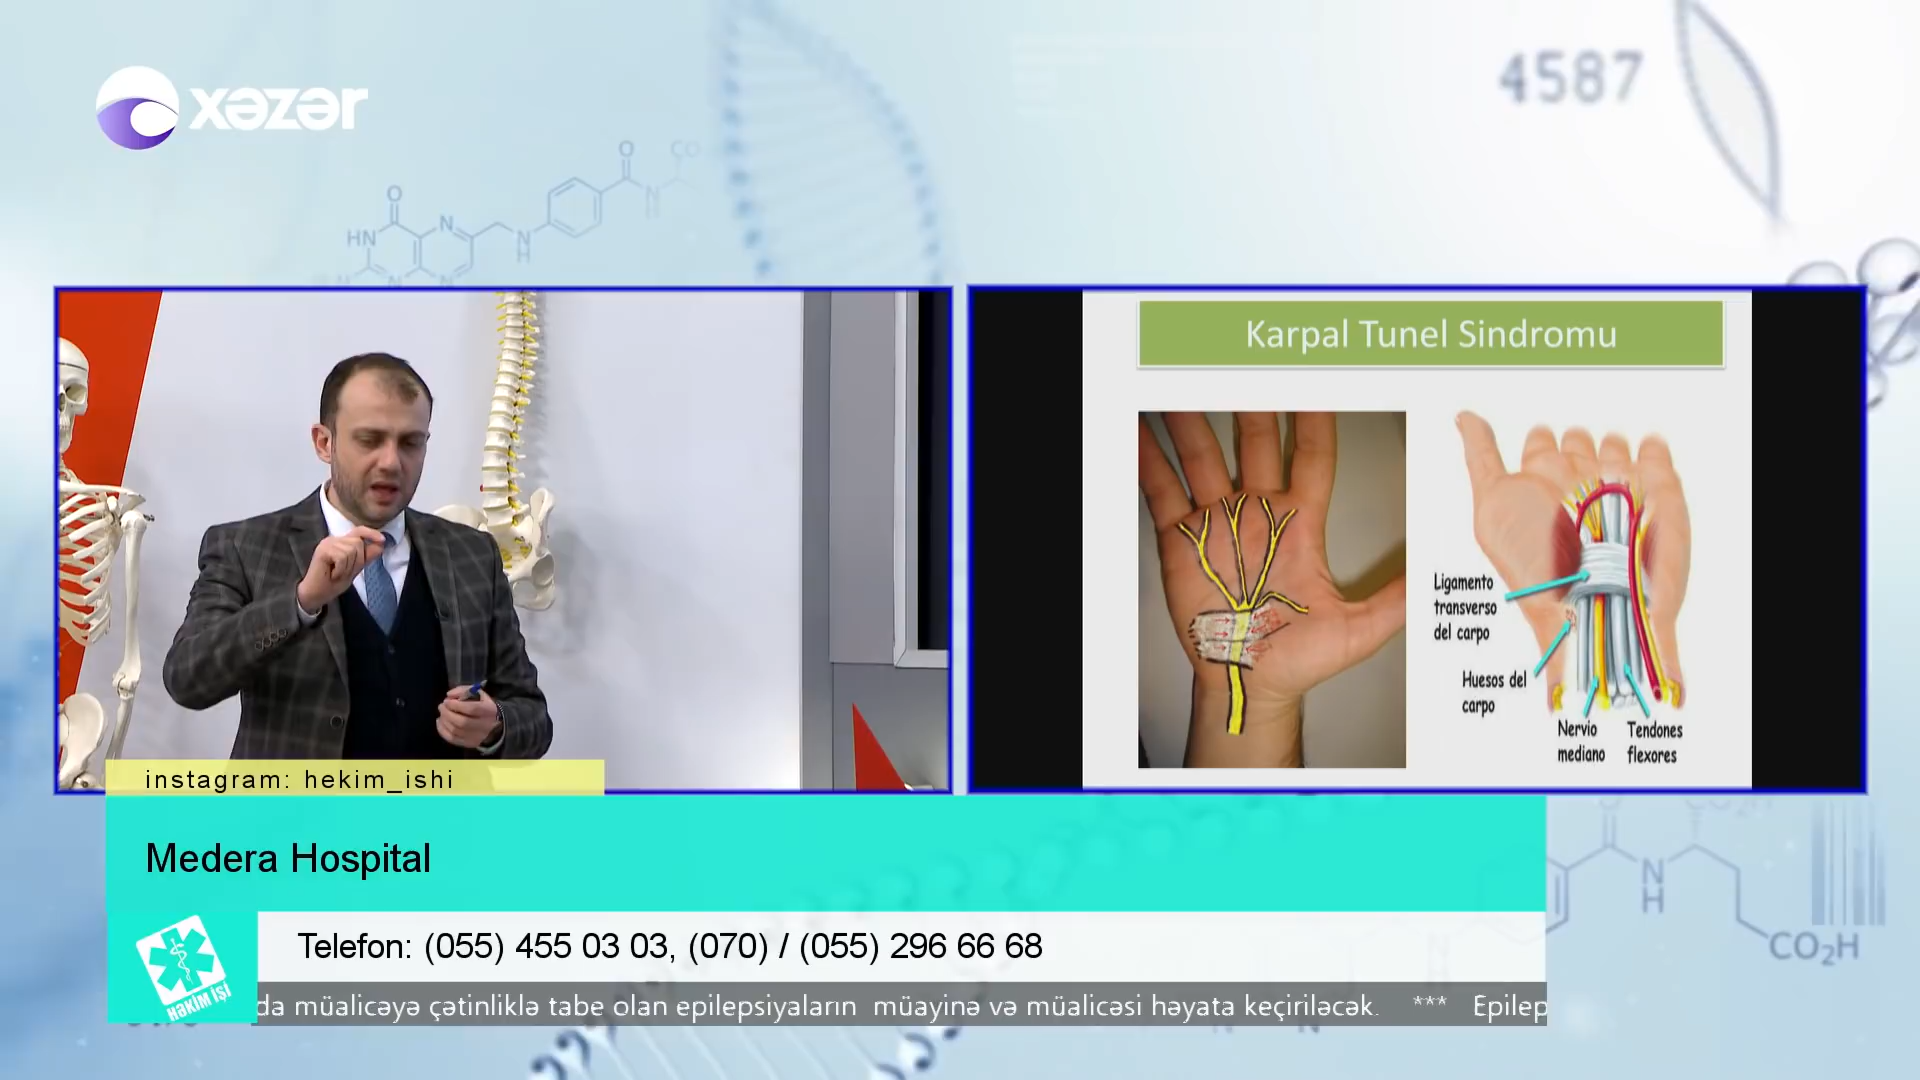 xəzər
4587
O
CO
O
HN
N
N
N
H
N
H
Karpal Tunel Sindromu
Ligamento
transverso
del carpo
Huesos del
carpo
Nervio
mediano
Tendones
flexores
instagram: hekim_ishi
Medera Hospital
Telefon: (055) 455 03 03, (070) / (055) 296 66 68
HƏKİM İŞİ
da müalicəyə çətinliklə tabe olan epilepsiyaların müayinə və müalicəsi həyata keçiriləcək. *** Epilep
N
H
CO₂H